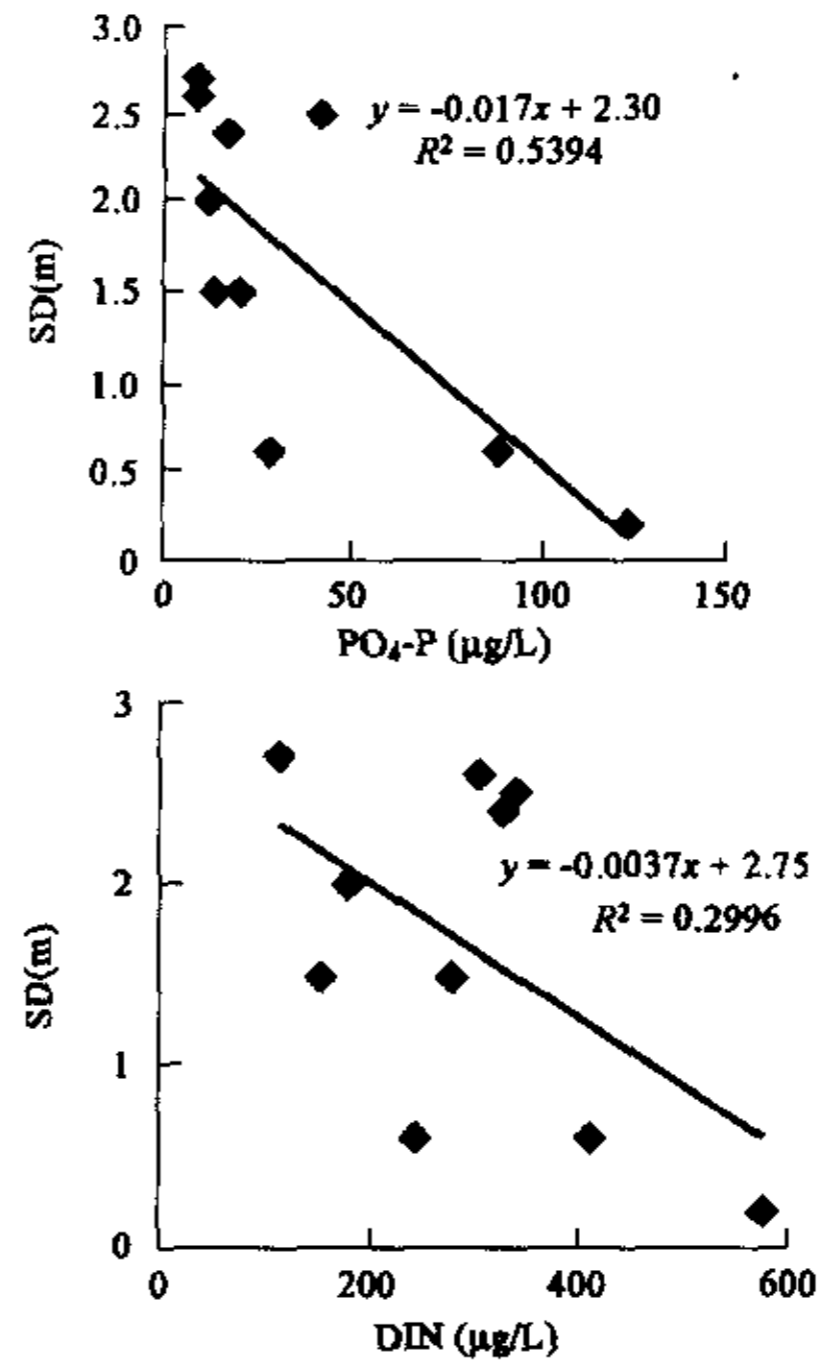 3.0
2.5
2.0
1.5
1.0
0.5
0
SD(m)
y = -0.017x + 2.30
R² = 0.5394
0 50 100 150
PO₄-P (μg/L)
3
2
1
0
SD(m)
y = -0.0037x + 2.75
R² = 0.2996
0 200 400 600
DIN (μg/L)